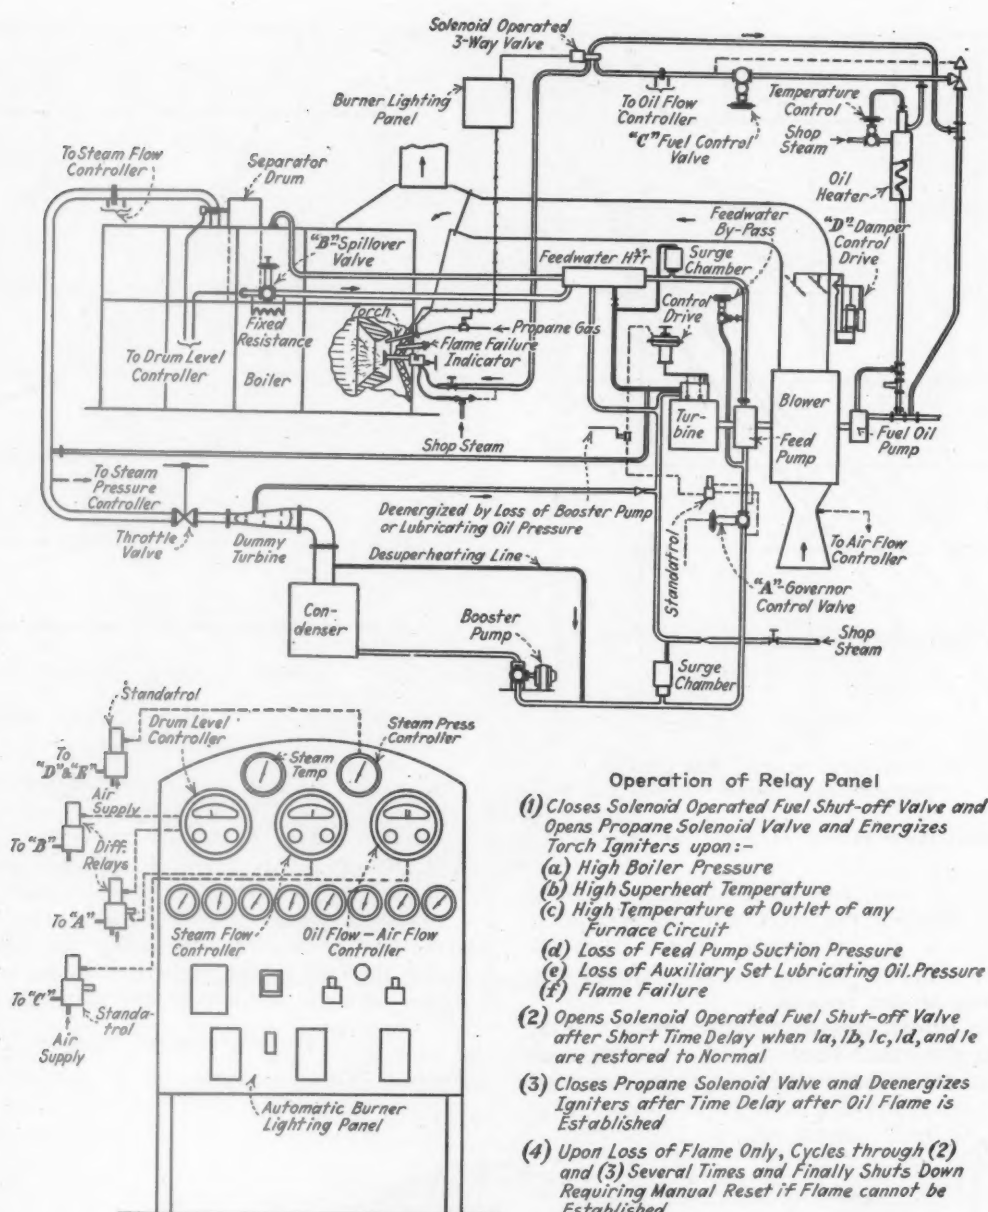 Solenoid Operated
3-Way Valve
Burner Lighting
Panel
To Oil Flow
Controller
"C" Fuel Control
Valve
Temperature
Control
Shop
Steam
Oil
Heater
To Steam Flow
Controller
Separator
Drum
"B"-Spillover
Valve
Feedwater
By-Pass
"D"-Damper
Control
Drive
Feedwater Ht'r
Surge
Chamber
Control
Drive
Torch
Propane Gas
Fixed
Resistance
Flame Failure
Indicator
To Drum Level
Controller
Boiler
Shop Steam
Tur-
bine
Blower
Feed
Pump
Fuel Oil
Pump
To Steam
Pressure
Controller
Throttle
Valve
Dummy
Turbine
Deenergized by Loss of Booster Pump
or Lubricating Oil Pressure
Standatrol
To Air Flow
Controller
Desuperheating Line
"A"-Governor
Control Valve
Con-
denser
Booster
Pump
Shop
Steam
Surge
Chamber
Standatrol
Drum Level
Controller
Steam
Temp
Steam Press
Controller
To
"D" & "E"
Air
Supply
To "B"
Diff.
Relays
To "A"
Steam Flow
Controller
Oil Flow - Air Flow
Controller
To "C"
Standa-
trol
Air
Supply
Automatic Burner
Lighting Panel
Operation of Relay Panel
(1) Closes Solenoid Operated Fuel Shut-off Valve and
Opens Propane Solenoid Valve and Energizes
Torch Igniters upon:-
(a) High Boiler Pressure
(b) High Superheat Temperature
(c) High Temperature at Outlet of any
Furnace Circuit
(d) Loss of Feed Pump Suction Pressure
(e) Loss of Auxiliary Set Lubricating Oil Pressure
(f) Flame Failure
(2) Opens Solenoid Operated Fuel Shut-off Valve
after Short Time Delay when 1a, 1b, 1c, 1d, and 1e
are restored to Normal
(3) Closes Propane Solenoid Valve and Deenergizes
Igniters after Time Delay after Oil Flame is
Established
(4) Upon Loss of Flame Only, Cycles through (2)
and (3) Several Times and Finally Shuts Down
Requiring Manual Reset if Flame cannot be
Established